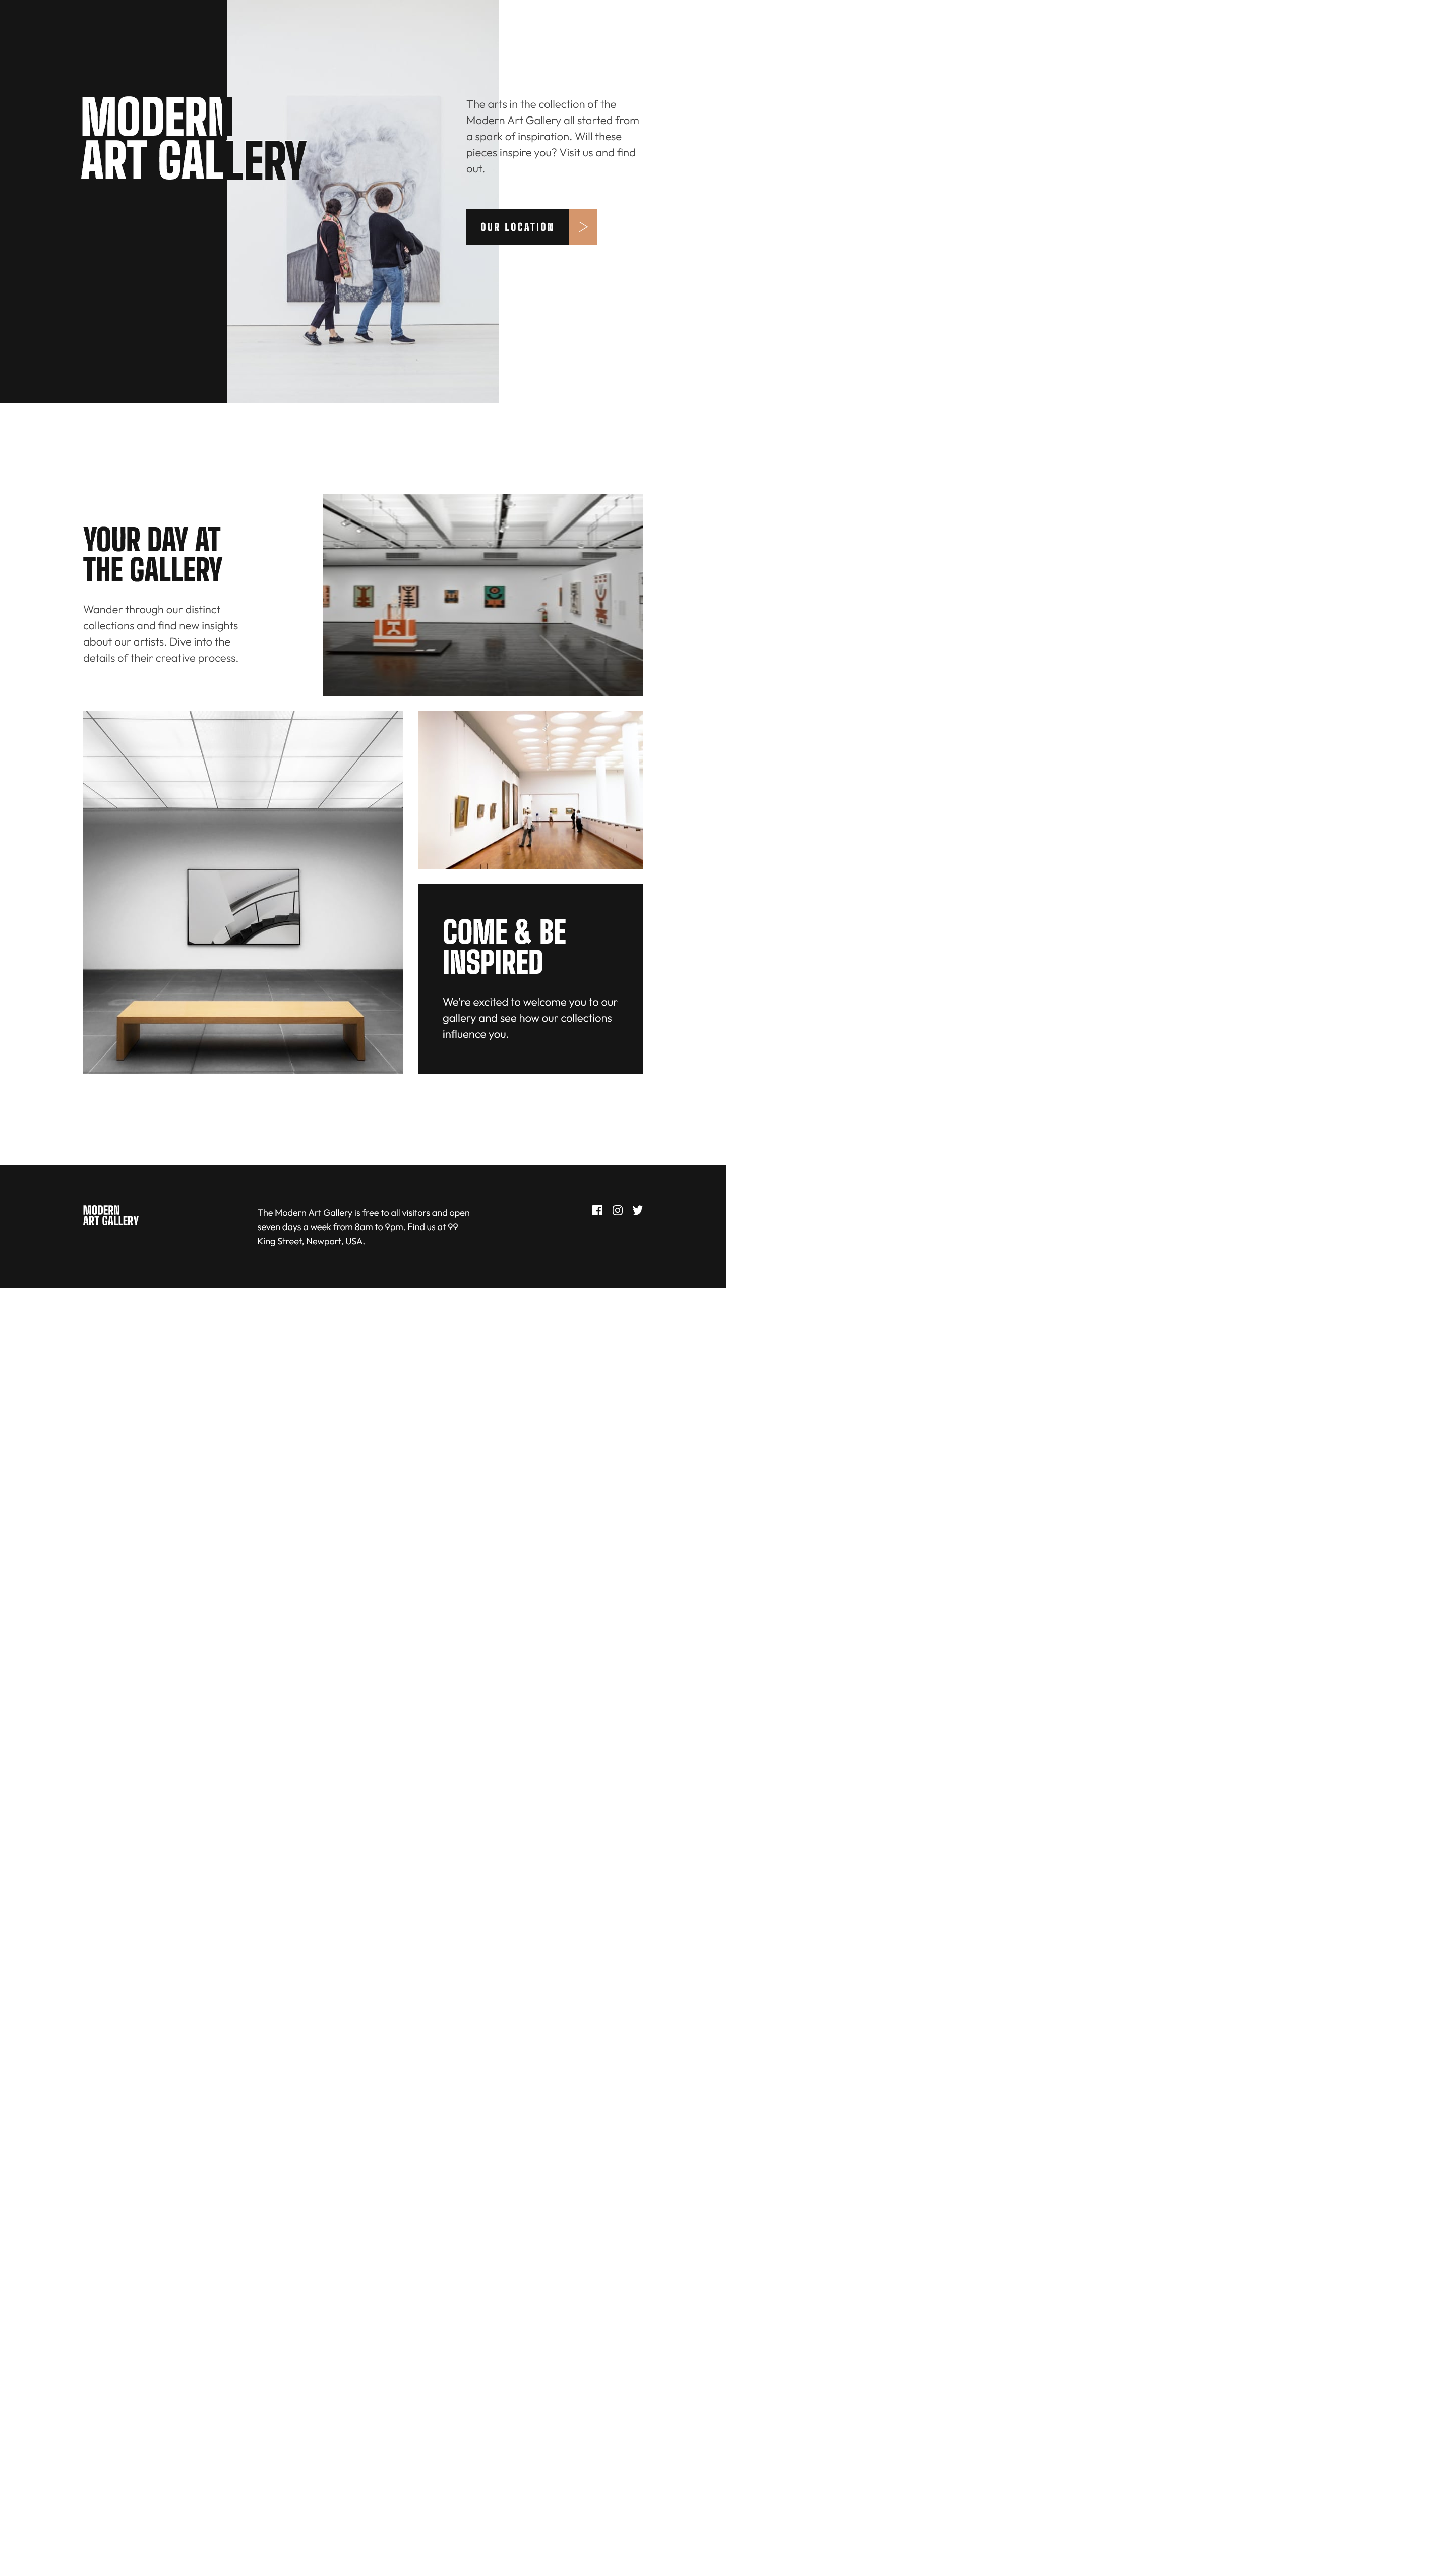 MODERN
ART GALLERY
The arts in the collection of the
Modern Art Gallery all started from
a spark of inspiration. Will these
pieces inspire you? Visit us and find
out.
OUR LOCATION
YOUR DAY AT
THE GALLERY
Wander through our distinct
collections and find new insights
about our artists. Dive into the
details of their creative process.
COME & BE
INSPIRED
We're excited to welcome you to our
gallery and see how our collections
influence you.
MODERN
ART GALLERY
The Modern Art Gallery is free to all visitors and open
seven days a week from 8am to 9pm. Find us at 99
King Street, Newport, USA.